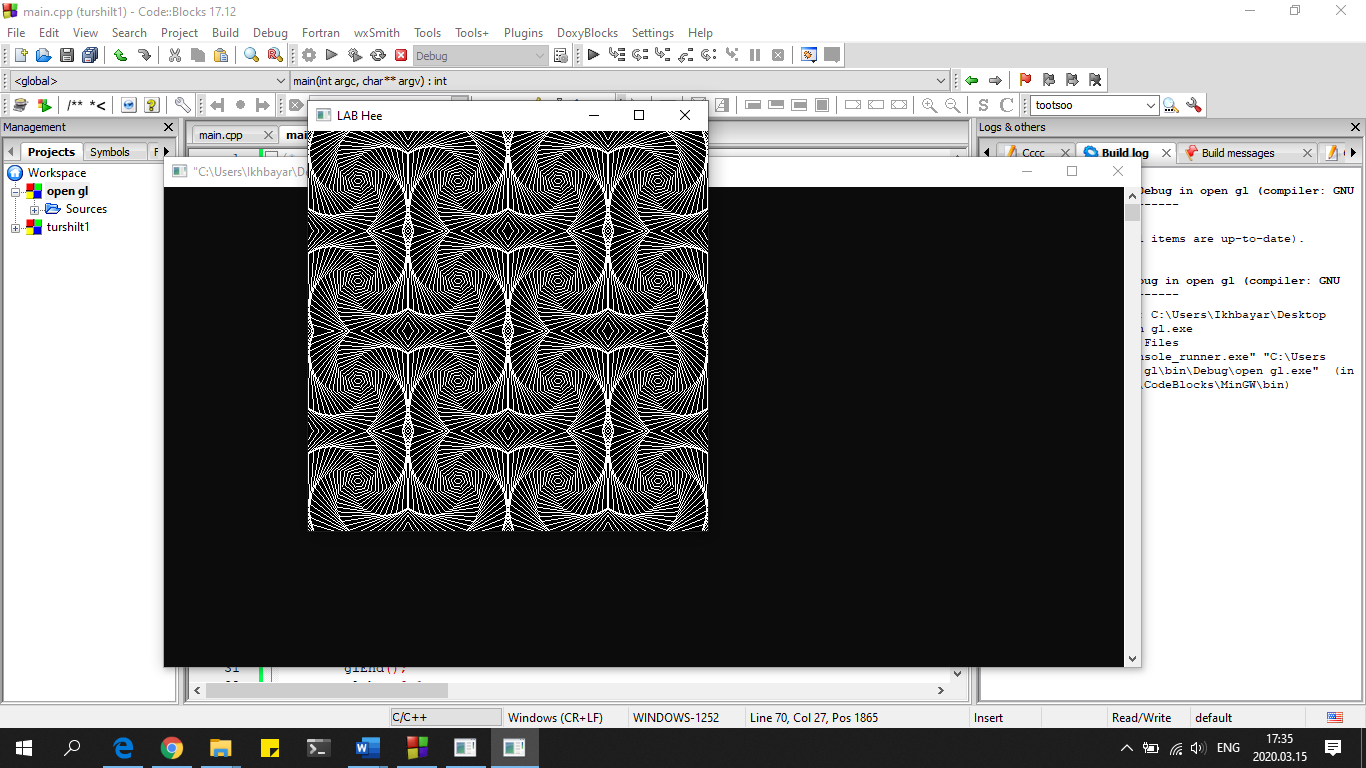 main.cpp (turshilt1) - Code::Blocks 17.12
File Edit View Search Project Build Debug Fortran wxSmith Tools Tools+ Plugins DoxyBlocks Settings Help
Debug
<global> main(int argc, char** argv) : int
/** *< S C tootsoo
Management
Projects Symbols
Workspace
open gl
Sources
turshilt1
main.cpp
LAB Hee
"C:\Users\Ikhbayar\De
Logs & others
Cccc Build log Build messages
Debug in open gl (compiler: GNU
-------
items are up-to-date).
bug in open gl (compiler: GNU
-------
: C:\Users\Ikhbayar\Desktop
gl.exe
Files
sole_runner.exe" "C:\Users
gl\bin\Debug\open gl.exe" (in
\CodeBlocks\MinGW\bin)
31 glEnd();
C/C++ Windows (CR+LF) WINDOWS-1252 Line 70, Col 27, Pos 1865 Insert Read/Write default
ENG
17:35
2020.03.15